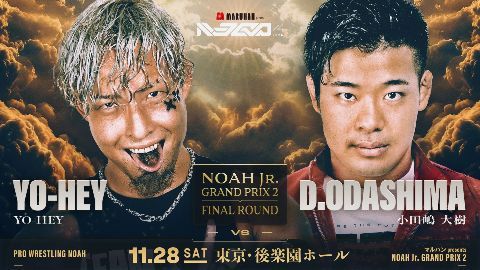 MARUHAN
YO-HEY
YO-HEY
NOAH JR.
GRAND PRIX 2
FINAL ROUND
VS
D.ODASHIMA
小田嶋 大樹
PRO WRESTLING NOAH
11.28 SAT 東京・後楽園ホール
マルハン presents
NOAH Jr. GRAND PRIX 2